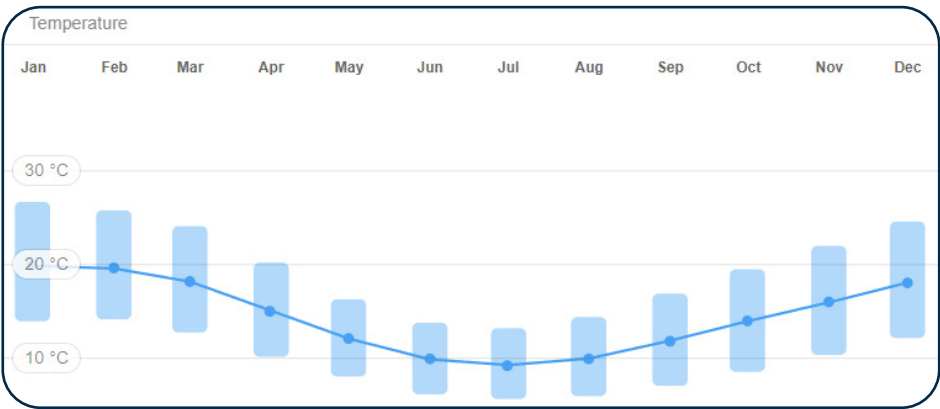 Temperature
Jan Feb Mar Apr May Jun Jul Aug Sep Oct Nov Dec
30 °C
20 °C
10 °C